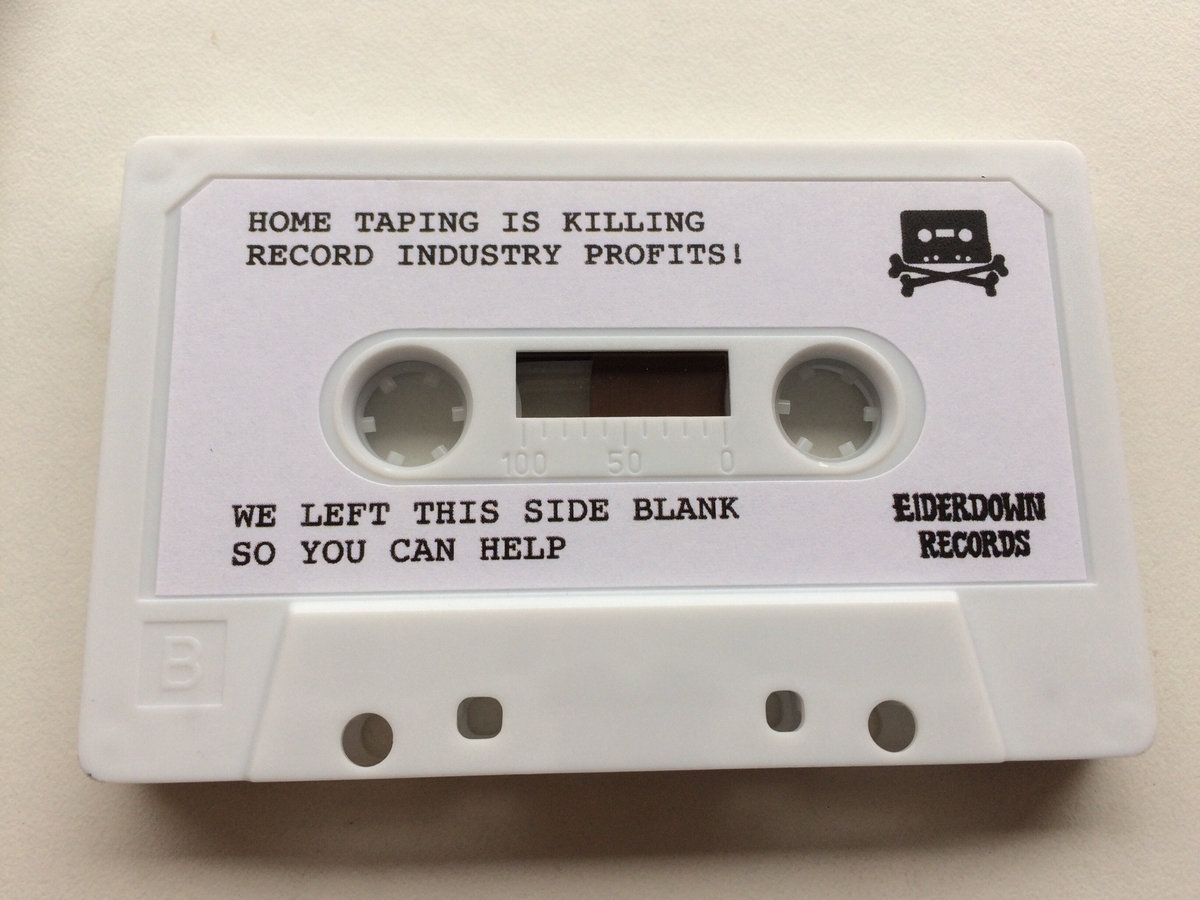 HOME TAPING IS KILLING
RECORD INDUSTRY PROFITS!
100 50 0
WE LEFT THIS SIDE BLANK
SO YOU CAN HELP
EIDERDOWN
RECORDS
B